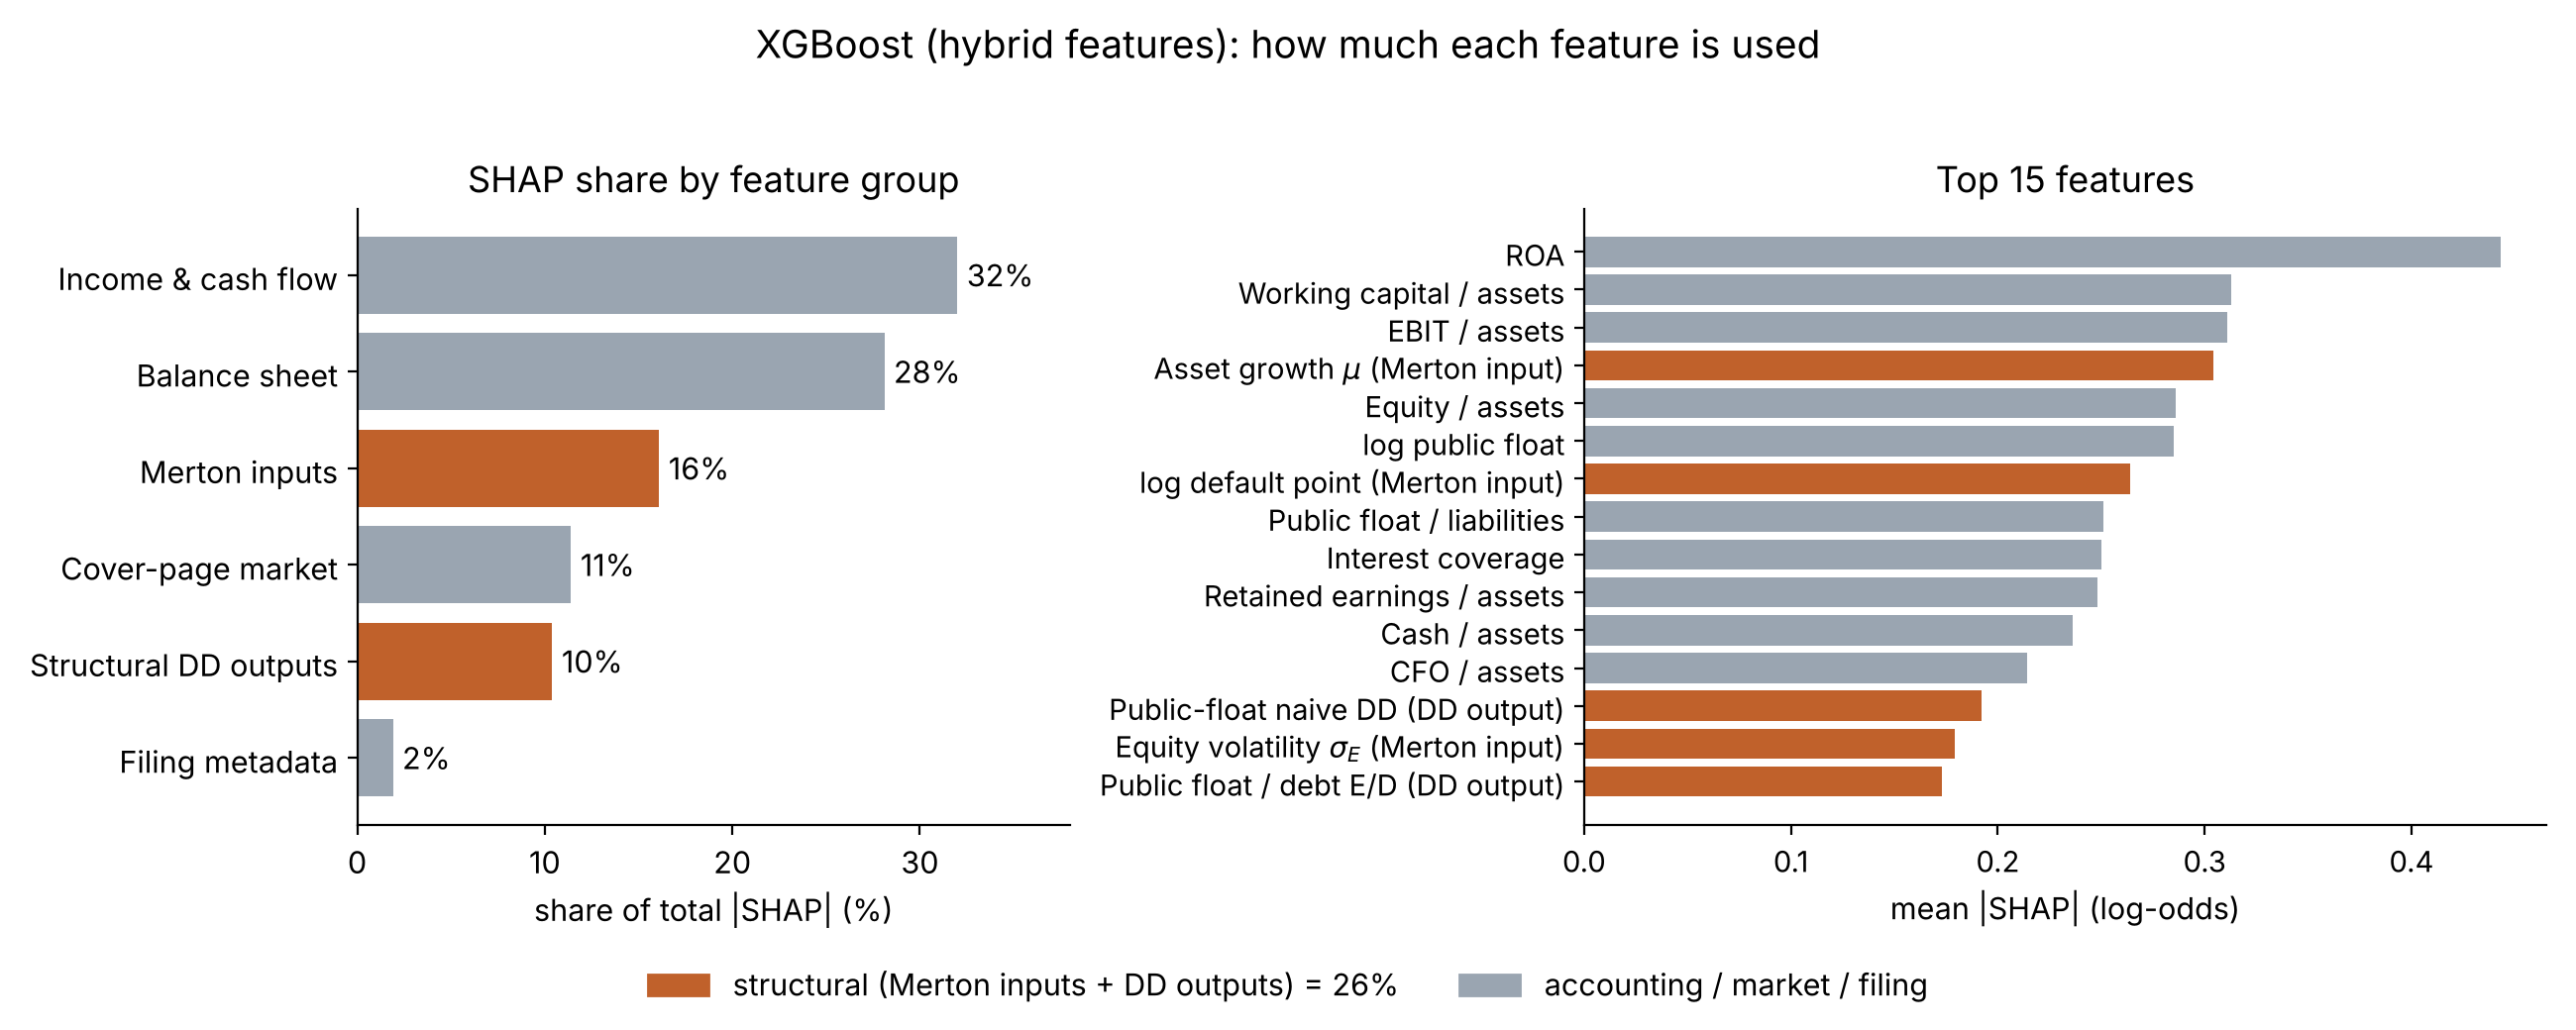 XGBoost (hybrid features): how much each feature is used
SHAP share by feature group
Income & cash flow
32%
Balance sheet
28%
Merton inputs
16%
Cover-page market
11%
Structural DD outputs
10%
Filing metadata
2%
0 10 20 30
share of total |SHAP| (%)
Top 15 features
ROA
Working capital / assets
EBIT / assets
Asset growth μ (Merton input)
Equity / assets
log public float
log default point (Merton input)
Public float / liabilities
Interest coverage
Retained earnings / assets
Cash / assets
CFO / assets
Public-float naive DD (DD output)
Equity volatility σ_E (Merton input)
Public float / debt E/D (DD output)
0.0 0.1 0.2 0.3 0.4
mean |SHAP| (log-odds)
structural (Merton inputs + DD outputs) = 26%
accounting / market / filing